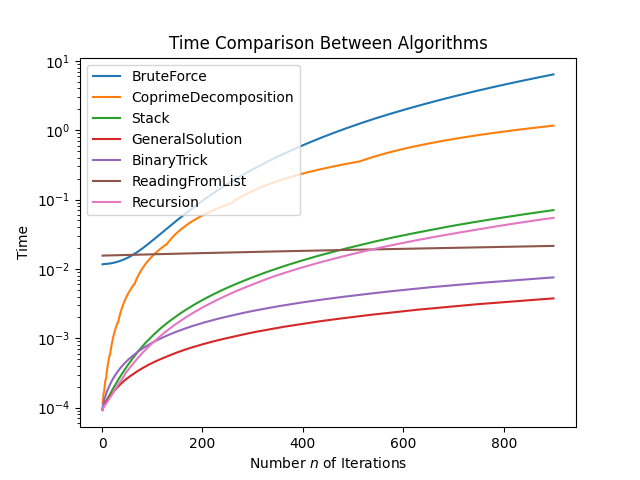 Time Comparison Between Algorithms
BruteForce
CoprimeDecomposition
Stack
GeneralSolution
BinaryTrick
ReadingFromList
Recursion
10¹
10⁰
10⁻¹
10⁻²
10⁻³
10⁻⁴
Time
0 200 400 600 800
Number n of Iterations